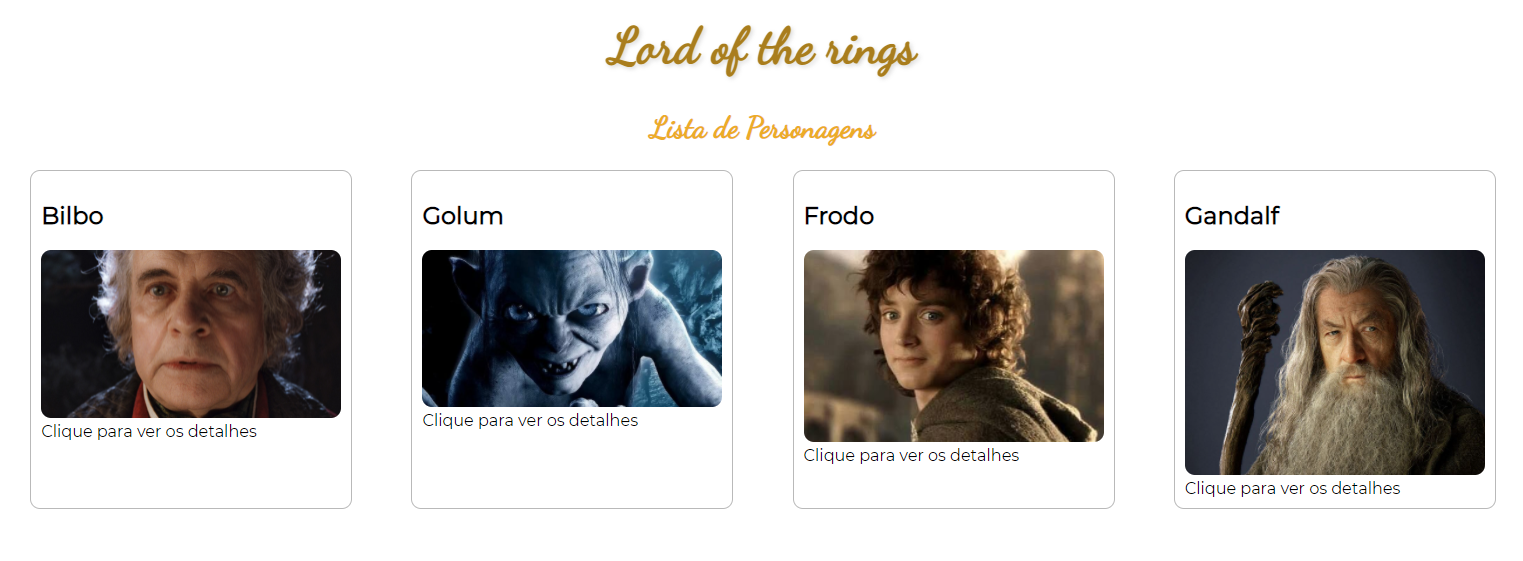 Lord of the rings
Lista de Personagens
Bilbo
Clique para ver os detalhes
Golum
Clique para ver os detalhes
Frodo
Clique para ver os detalhes
Gandalf
Clique para ver os detalhes